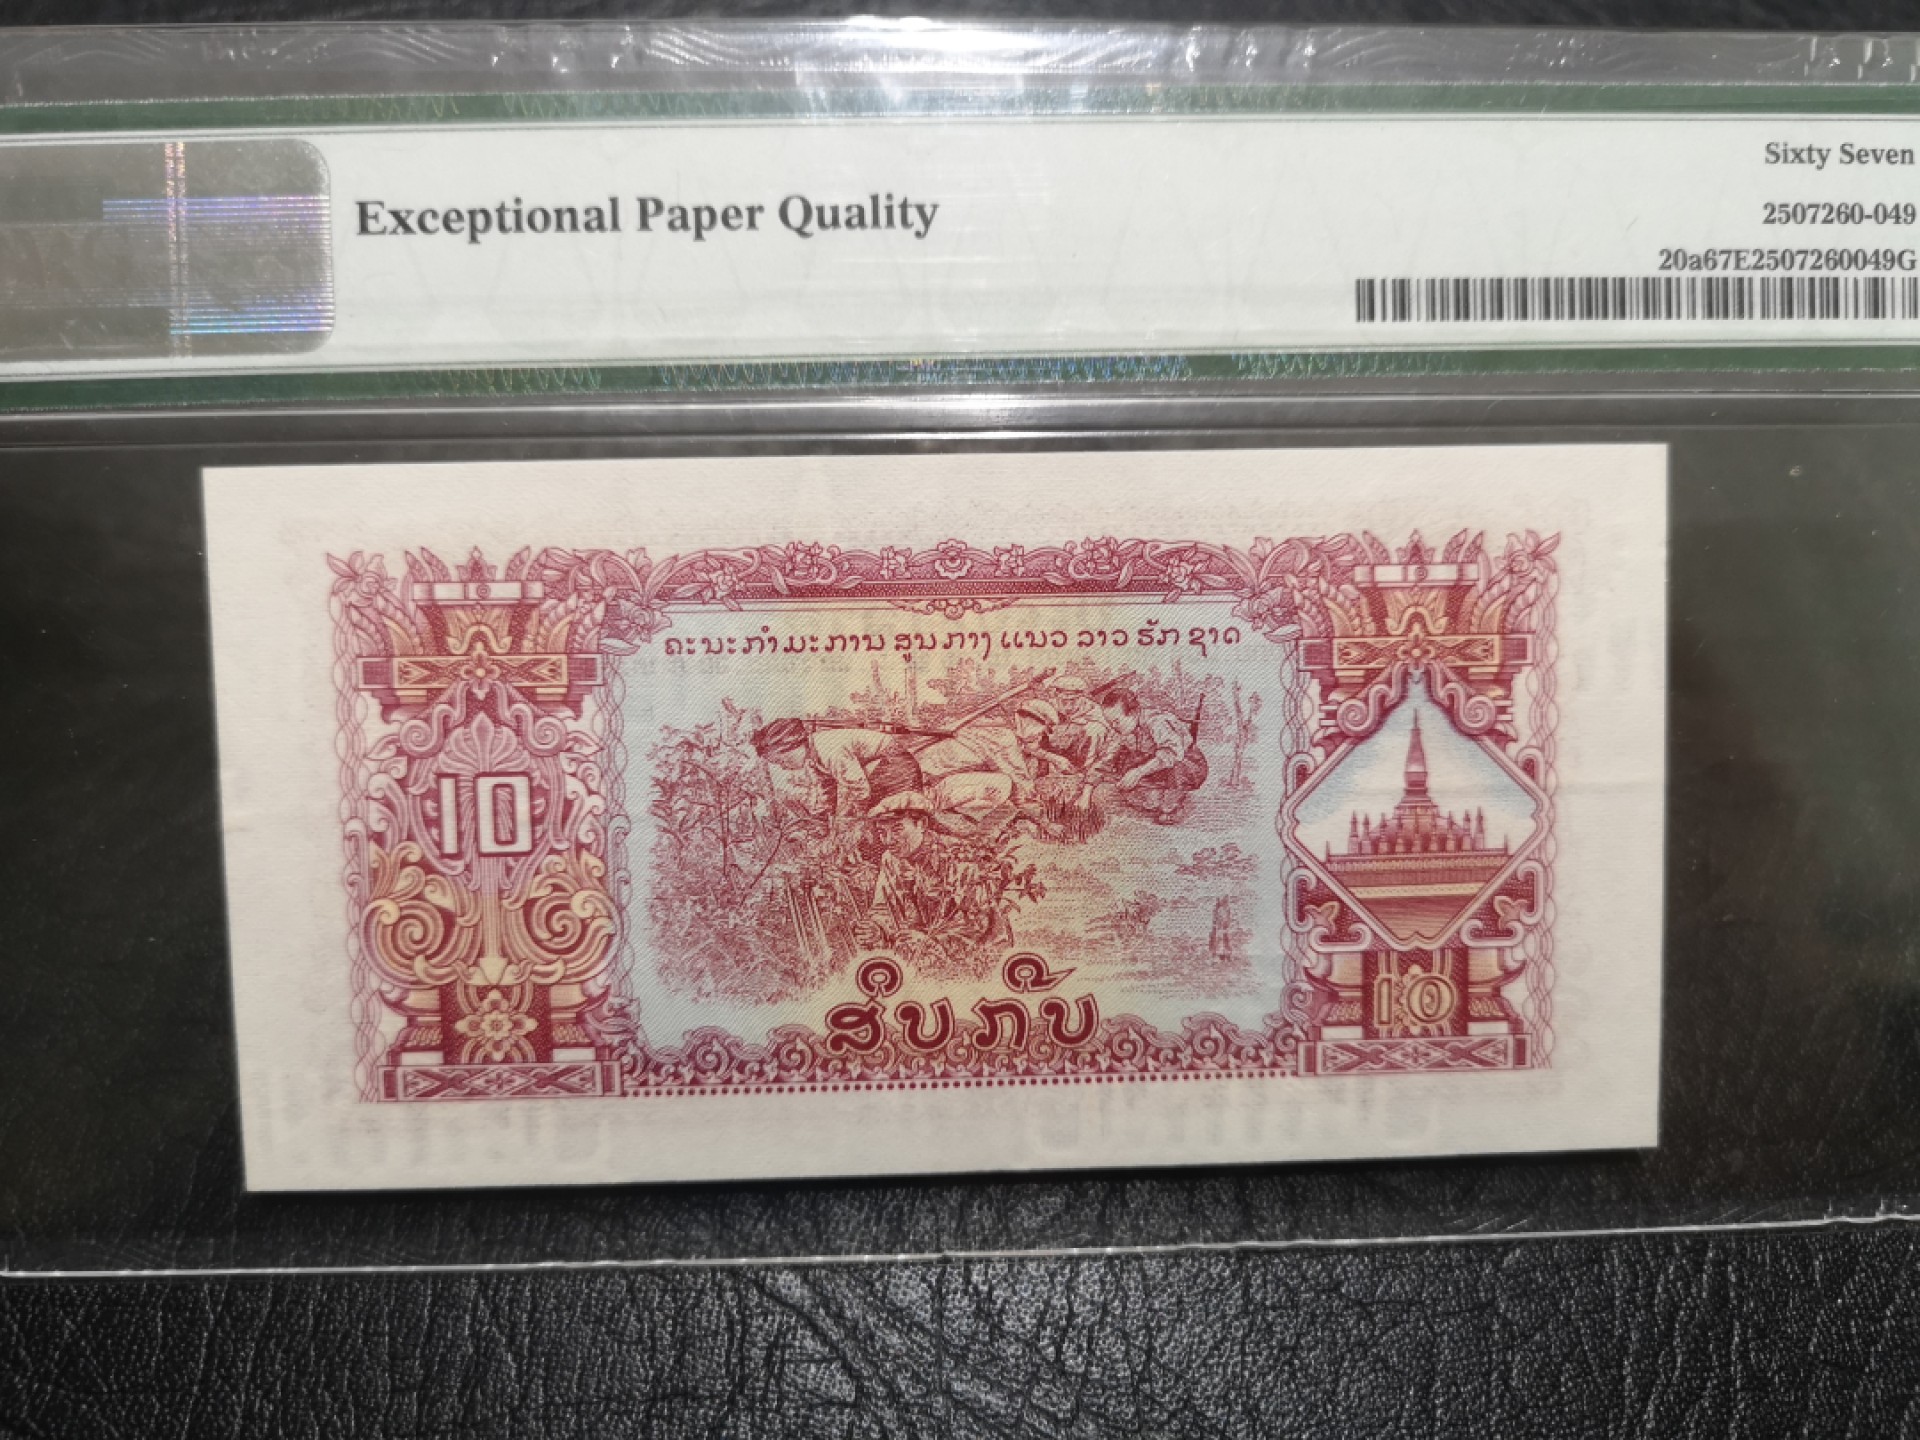 Sixty Seven
Exceptional Paper Quality
2507260-049
20a67E2507260049G
ຄະນະກຳມະການ ສູນກາງ ແນວ ລາວ ຮັກ ຊາດ
10
10
ສິບກີບ